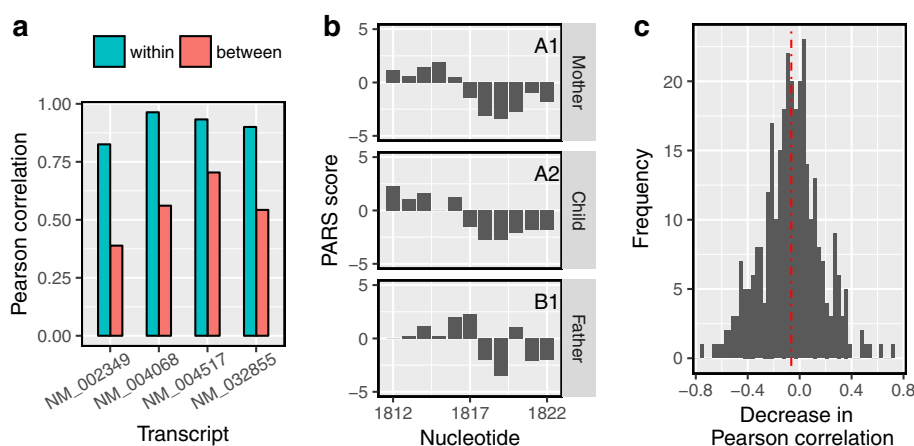 a
within
between
Pearson correlation
1.00
0.75
0.50
0.25
0.00
NM_002349
NM_004068
NM_004517
NM_032855
Transcript
b
PARS score
5
0
−5
A1
Mother
5
0
−5
A2
Child
5
0
−5
B1
Father
1812
1817
1822
Nucleotide
c
Frequency
20
15
10
5
0
−0.8
−0.4
0.0
0.4
0.8
Decrease in
Pearson correlation